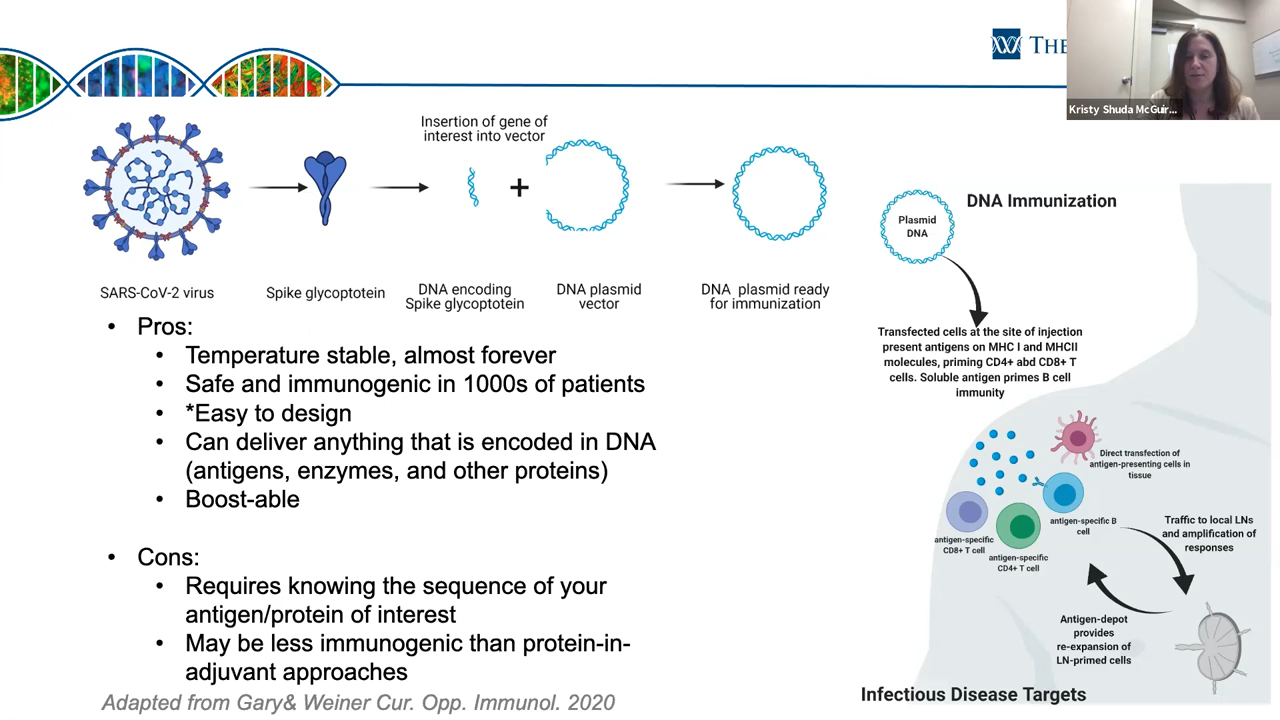 THE
Kristy Shuda McGuir...
Insertion of gene of
interest into vector
+
SARS-CoV-2 virus
Spike glycoptotein
DNA encoding
Spike glycoptotein
DNA plasmid
vector
DNA plasmid ready
for immunization
• Pros:
• Temperature stable, almost forever
• Safe and immunogenic in 1000s of patients
• *Easy to design
• Can deliver anything that is encoded in DNA
(antigens, enzymes, and other proteins)
• Boost-able
• Cons:
• Requires knowing the sequence of your
antigen/protein of interest
• May be less immunogenic than protein-in-
adjuvant approaches
Adapted from Gary& Weiner Cur. Opp. Immunol. 2020
DNA Immunization
Plasmid
DNA
Transfected cells at the site of injection
present antigens on MHC I and MHCII
molecules, priming CD4+ abd CD8+ T
cells. Soluble antigen primes B cell
immunity
Direct transfection of
antigen-presenting cells in
tissue
antigen-specific B
cell
antigen-specific
CD8+ T cell
antigen-specific
CD4+ T cell
Traffic to local LNs
and amplification of
responses
Antigen-depot
provides
re-expansion of
LN-primed cells
Infectious Disease Targets